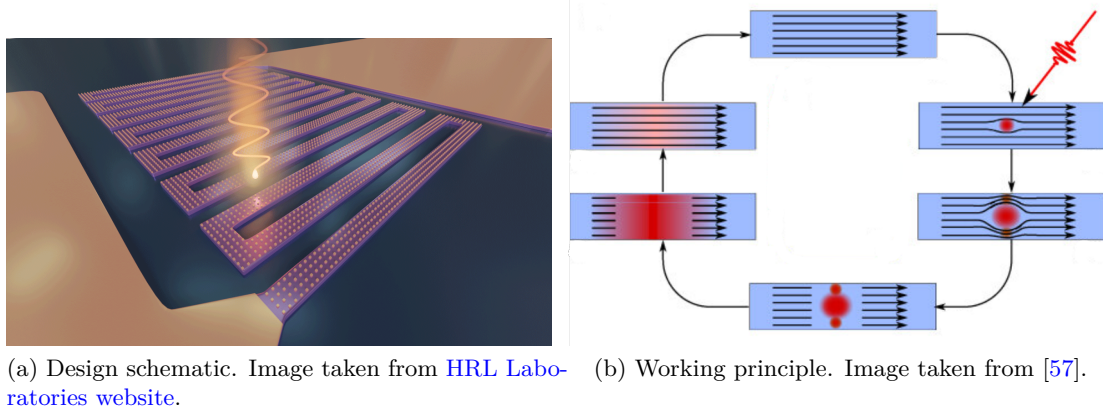 (a) Design schematic. Image taken from HRL Labo-
ratories website.
(b) Working principle. Image taken from [57].